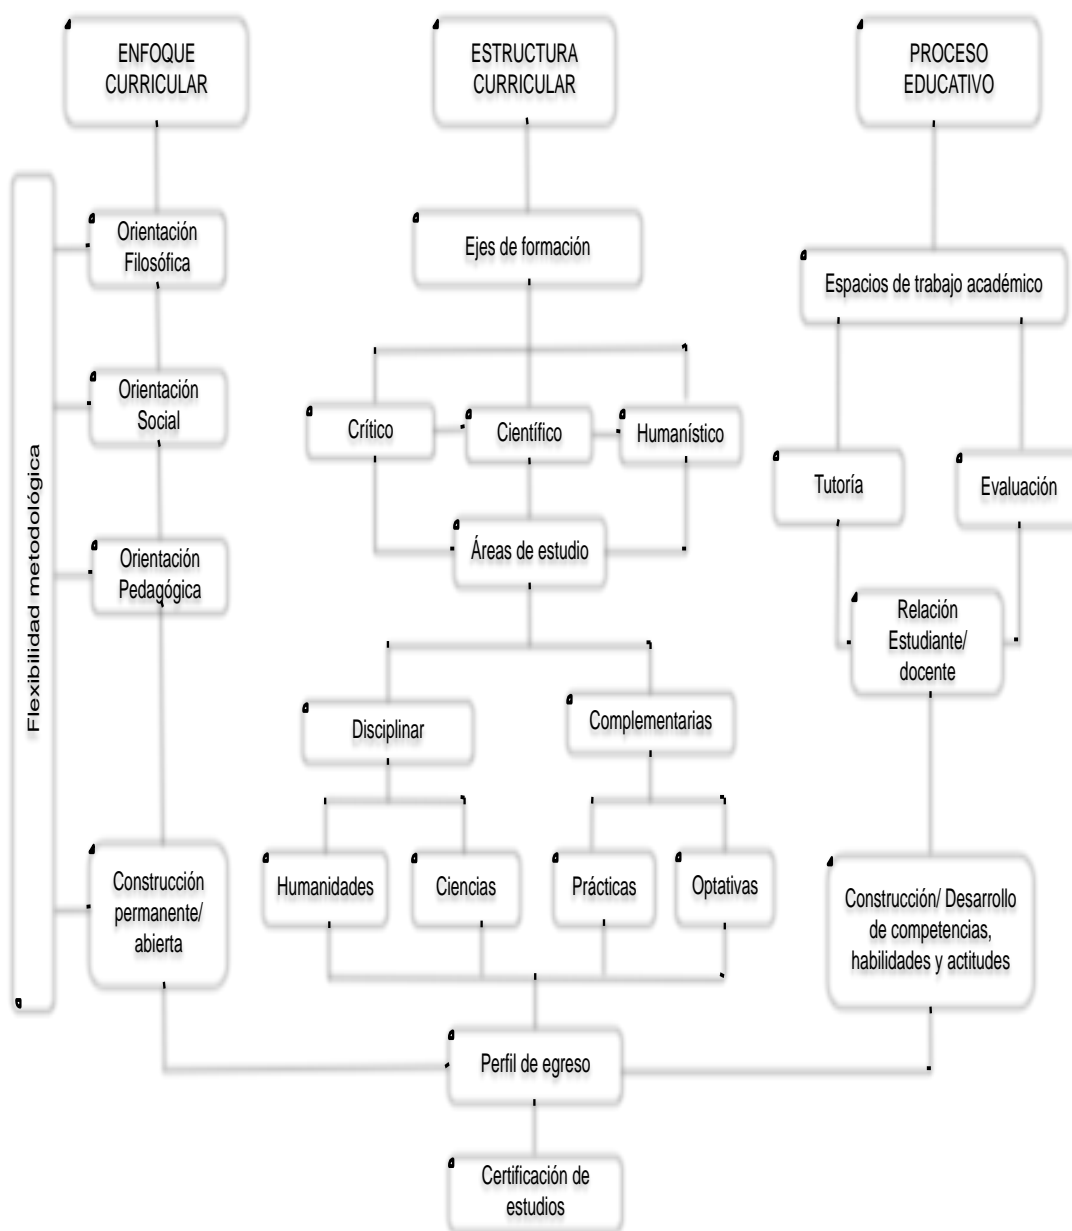 ENFOQUE
CURRICULAR
ESTRUCTURA
CURRICULAR
PROCESO
EDUCATIVO
Flexibilidad metodológica
Orientación
Filosófica
Orientación
Social
Orientación
Pedagógica
Construcción
permanente/
abierta
Ejes de formación
Crítico
Científico
Humanístico
Áreas de estudio
Disciplinar
Complementarias
Humanidades
Ciencias
Prácticas
Optativas
Espacios de trabajo académico
Tutoría
Evaluación
Relación
Estudiante/
docente
Construcción/ Desarrollo
de competencias,
habilidades y actitudes
Perfil de egreso
Certificación de
estudios